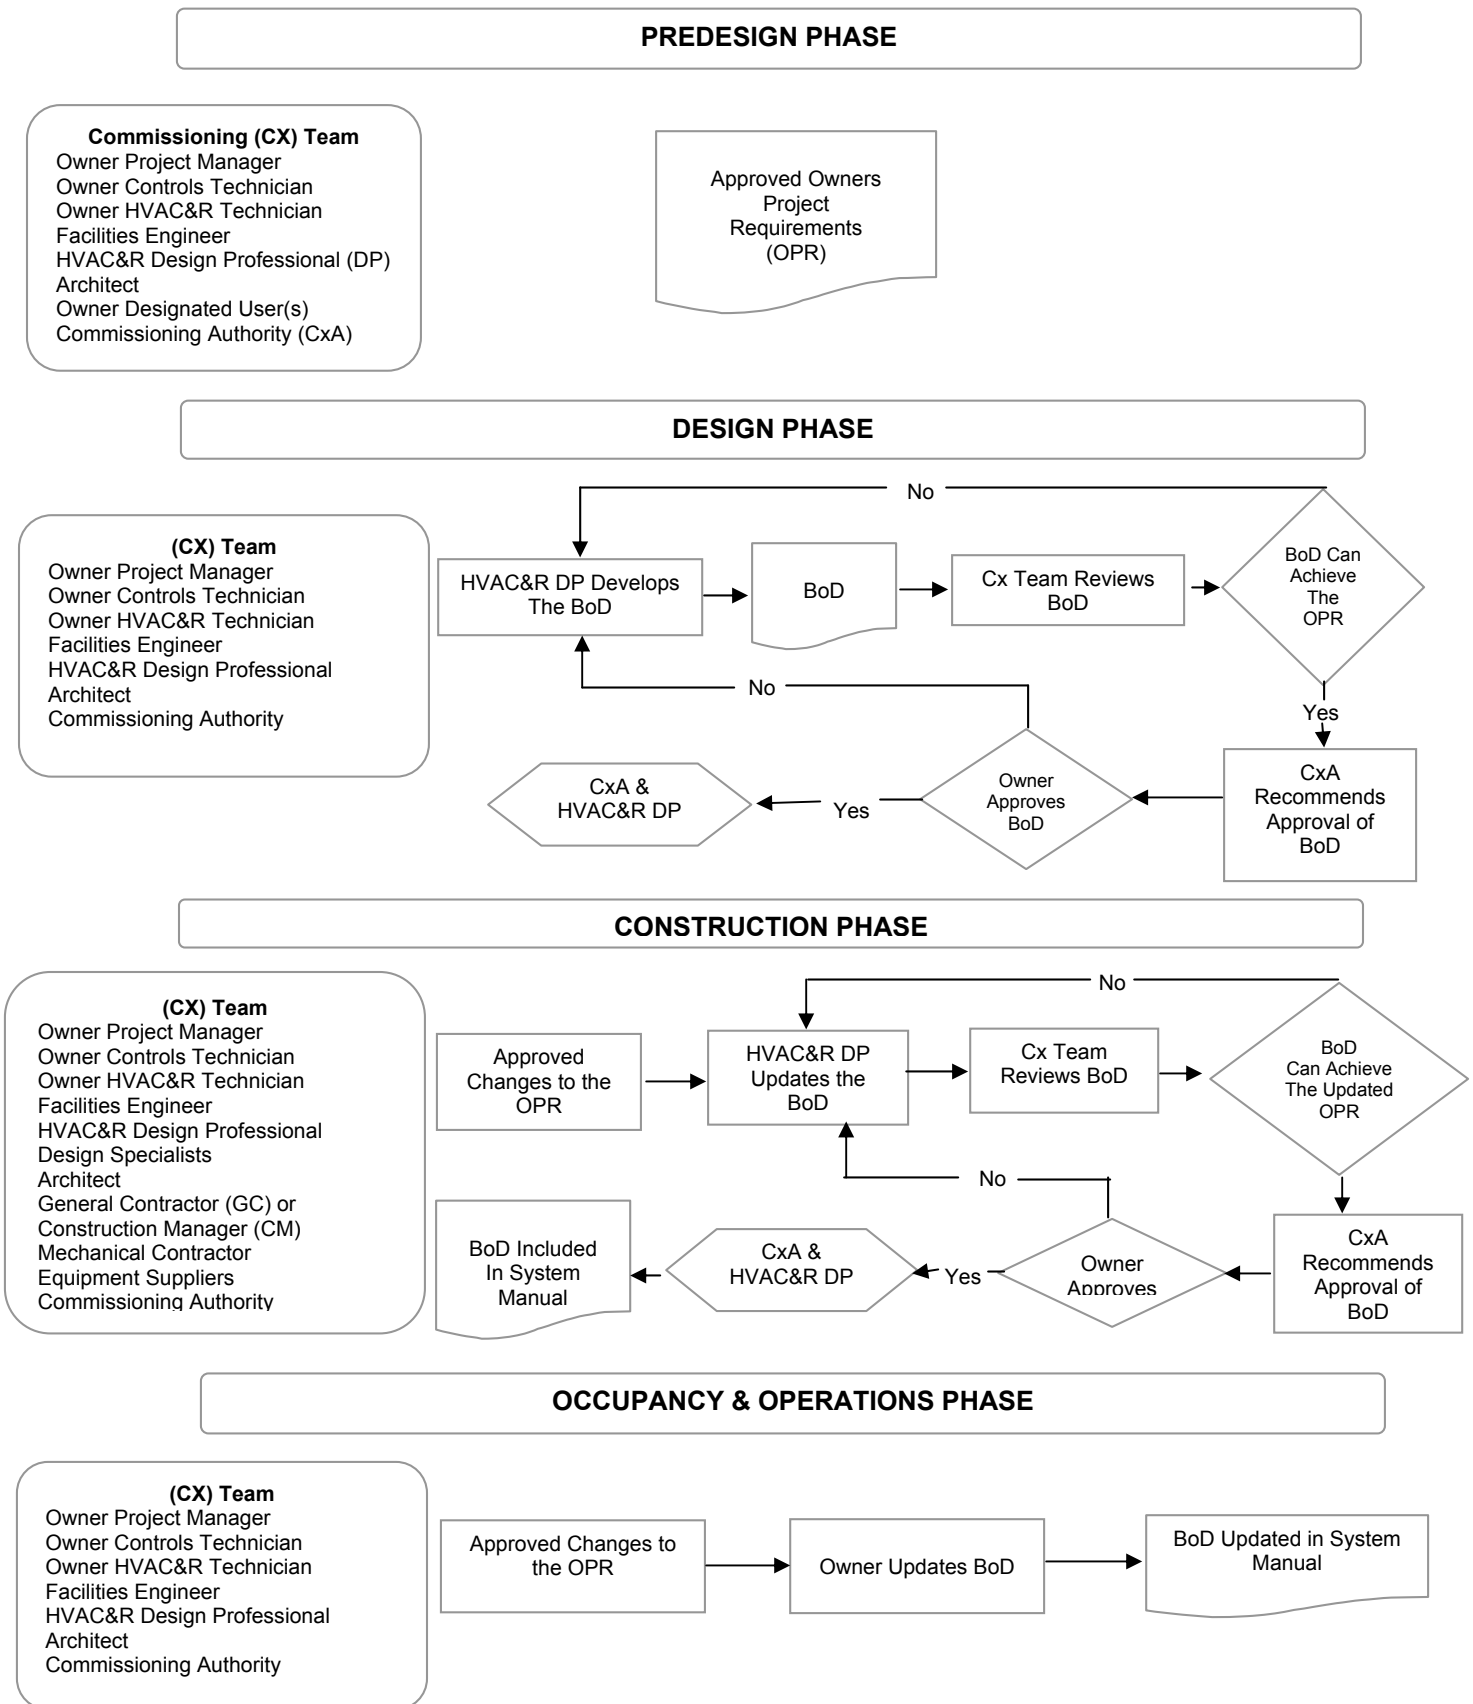 PREDESIGN PHASE
Commissioning (CX) Team
Owner Project Manager
Owner Controls Technician
Owner HVAC&R Technician
Facilities Engineer
HVAC&R Design Professional (DP)
Architect
Owner Designated User(s)
Commissioning Authority (CxA)
Approved Owners
Project
Requirements
(OPR)
DESIGN PHASE
(CX) Team
Owner Project Manager
Owner Controls Technician
Owner HVAC&R Technician
Facilities Engineer
HVAC&R Design Professional
Architect
Commissioning Authority
No
HVAC&R DP Develops
The BoD
BoD
Cx Team Reviews
BoD
BoD Can
Achieve
The
OPR
No
Yes
CxA &
HVAC&R DP
Yes
Owner
Approves
BoD
CxA
Recommends
Approval of
BoD
CONSTRUCTION PHASE
(CX) Team
Owner Project Manager
Owner Controls Technician
Owner HVAC&R Technician
Facilities Engineer
HVAC&R Design Professional
Design Specialists
Architect
General Contractor (GC) or
Construction Manager (CM)
Mechanical Contractor
Equipment Suppliers
Commissioning Authority
No
Approved
Changes to the
OPR
HVAC&R DP
Updates the
BoD
Cx Team
Reviews BoD
BoD
Can Achieve
The Updated
OPR
No
BoD Included
In System
Manual
CxA &
HVAC&R DP
Yes
Owner
Approves
CxA
Recommends
Approval of
BoD
OCCUPANCY & OPERATIONS PHASE
(CX) Team
Owner Project Manager
Owner Controls Technician
Owner HVAC&R Technician
Facilities Engineer
HVAC&R Design Professional
Architect
Commissioning Authority
Approved Changes to
the OPR
Owner Updates BoD
BoD Updated in System
Manual